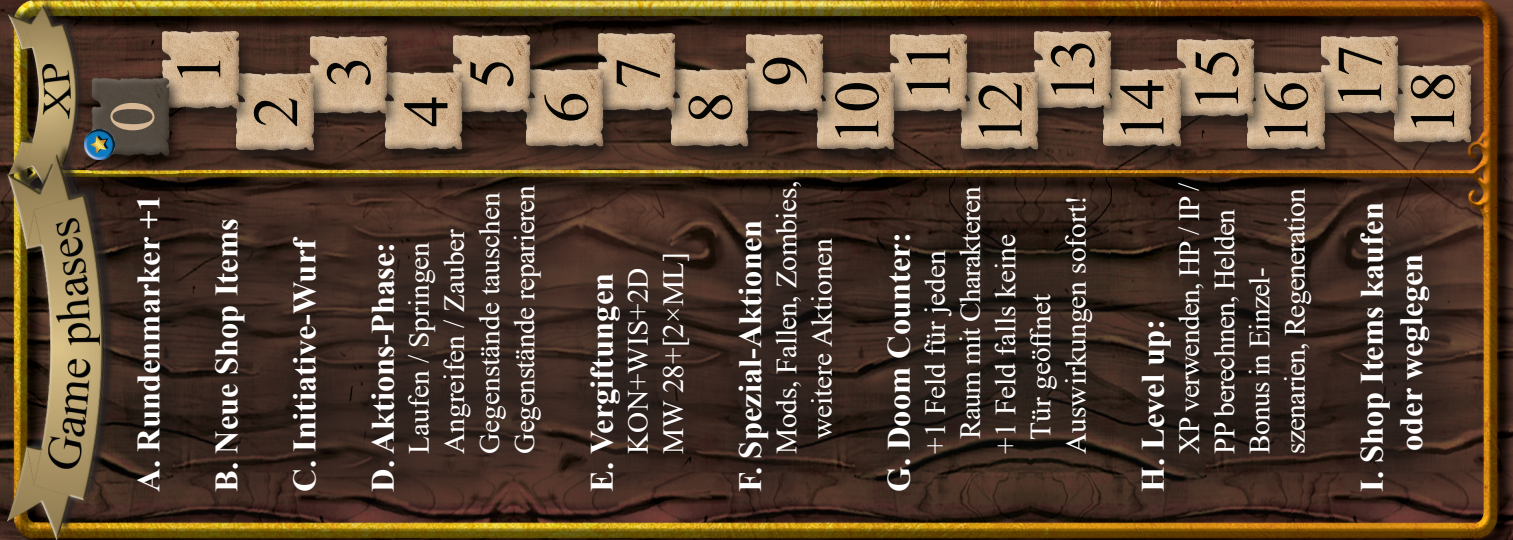 Game phases
A. Rundenmarker +1
B. Neue Shop Items
C. Initiative-Wurf
D. Aktions-Phase:
Laufen / Springen
Angreifen / Zauber
Gegenstände tauschen
Gegenstände reparieren
E. Vergiftungen
KON+WIS+2D
MW 28+[2×ML]
F. Spezial-Aktionen
Mods, Fallen, Zombies,
weitere Aktionen
G. Doom Counter:
+1 Feld für jeden
Raum mit Charakteren
+1 Feld falls keine
Tür geöffnet
Auswirkungen sofort!
H. Level up:
XP verwenden, HP / IP /
PP berechnen, Helden
Bonus in Einzel-
szenarien, Regeneration
I. Shop Items kaufen
oder weglegen
XP
0
1
2
3
4
5
6
7
8
9
10
11
12
13
14
15
16
17
18